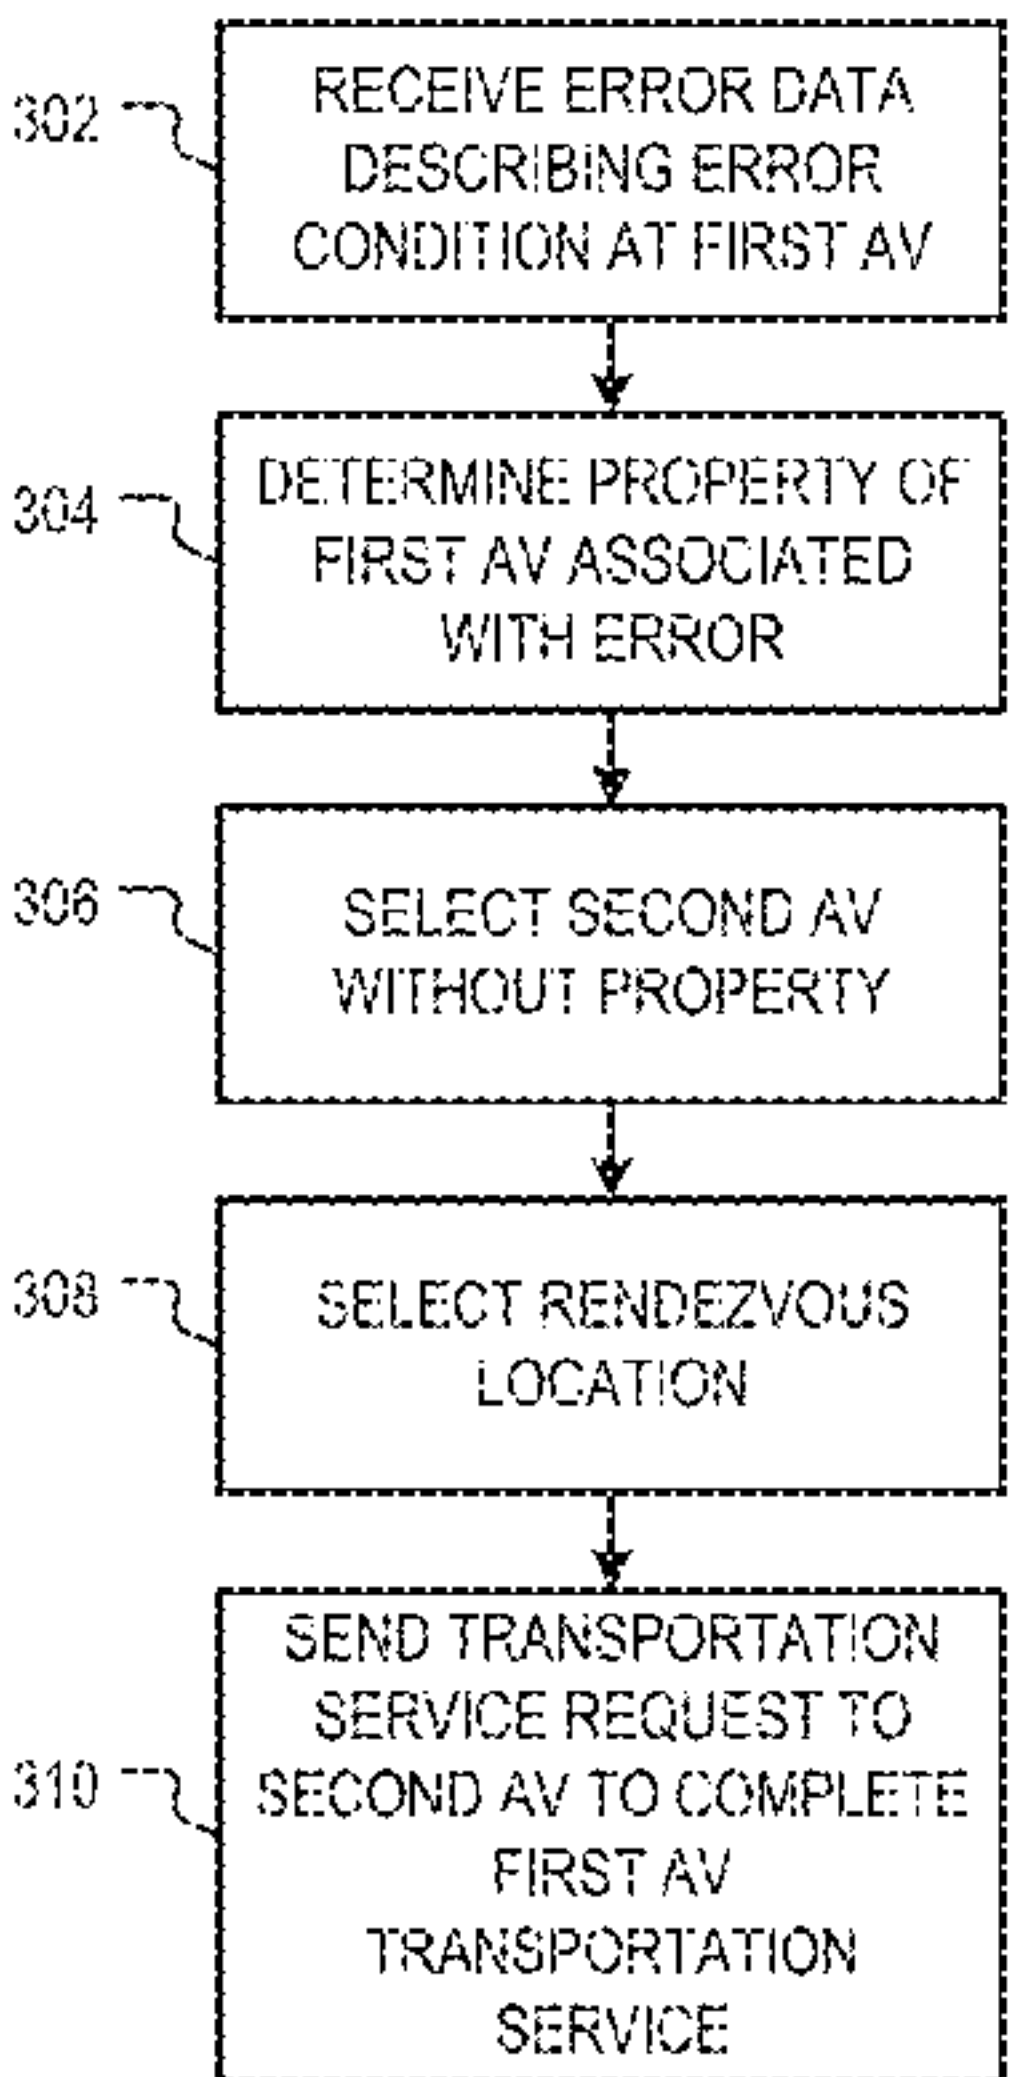 302
RECEIVE ERROR DATA
DESCRIBING ERROR
CONDITION AT FIRST AV
304
DETERMINE PROPERTY OF
FIRST AV ASSOCIATED
WITH ERROR
306
SELECT SECOND AV
WITHOUT PROPERTY
308
SELECT RENDEZVOUS
LOCATION
310
SEND TRANSPORTATION
SERVICE REQUEST TO
SECOND AV TO COMPLETE
FIRST AV
TRANSPORTATION
SERVICE